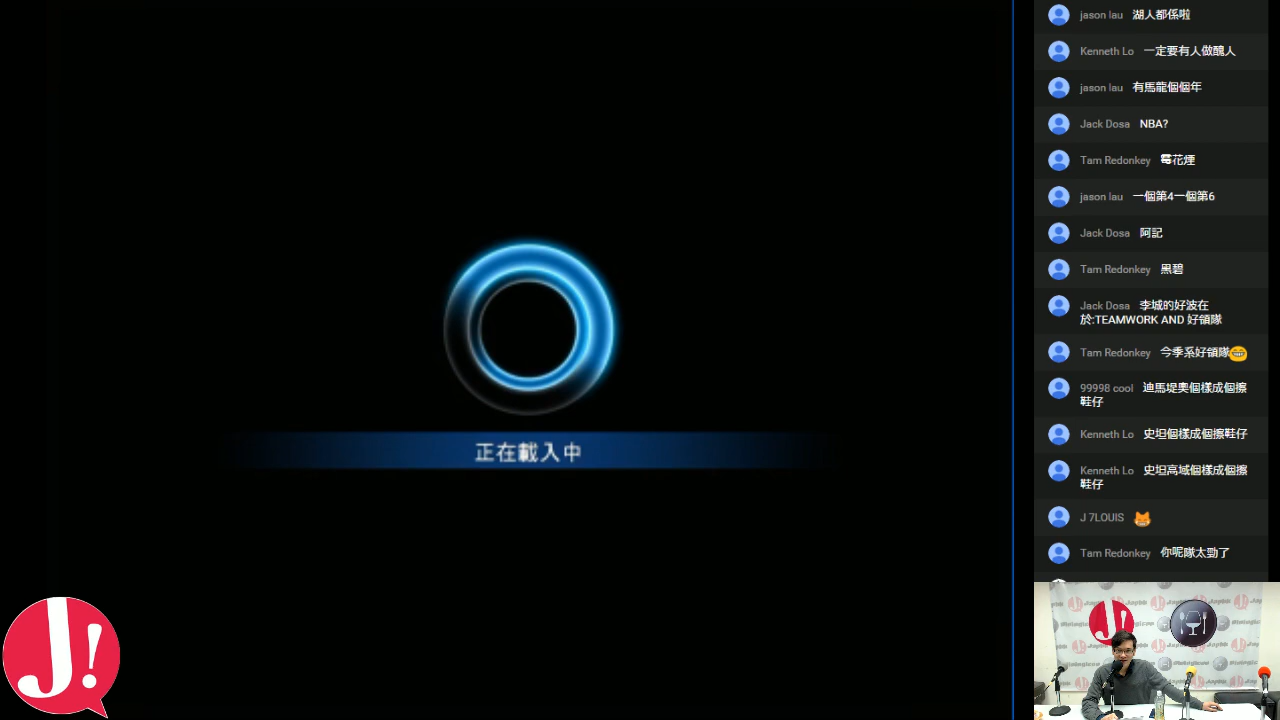 jason lau 湖人都係啦
Kenneth Lo 一定要有人做醜人
jason lau 有馬龍個個年
Jack Dosa NBA?
Tam Redonkey 霉花煙
jason lau 一個第4一個第6
Jack Dosa 阿記
Tam Redonkey 黑碧
Jack Dosa 李城旳好波在
於:TEAMWORK AND 好領隊
Tam Redonkey 今季系好領隊😂
99998 cool 迪馬堤奧個樣成個擦
鞋仔
Kenneth Lo 史坦個樣成個擦鞋仔
Kenneth Lo 史坦高域個樣成個擦
鞋仔
J 7LOUIS 😸
Tam Redonkey 你呢隊太勁了
正在載入中
J!
J!